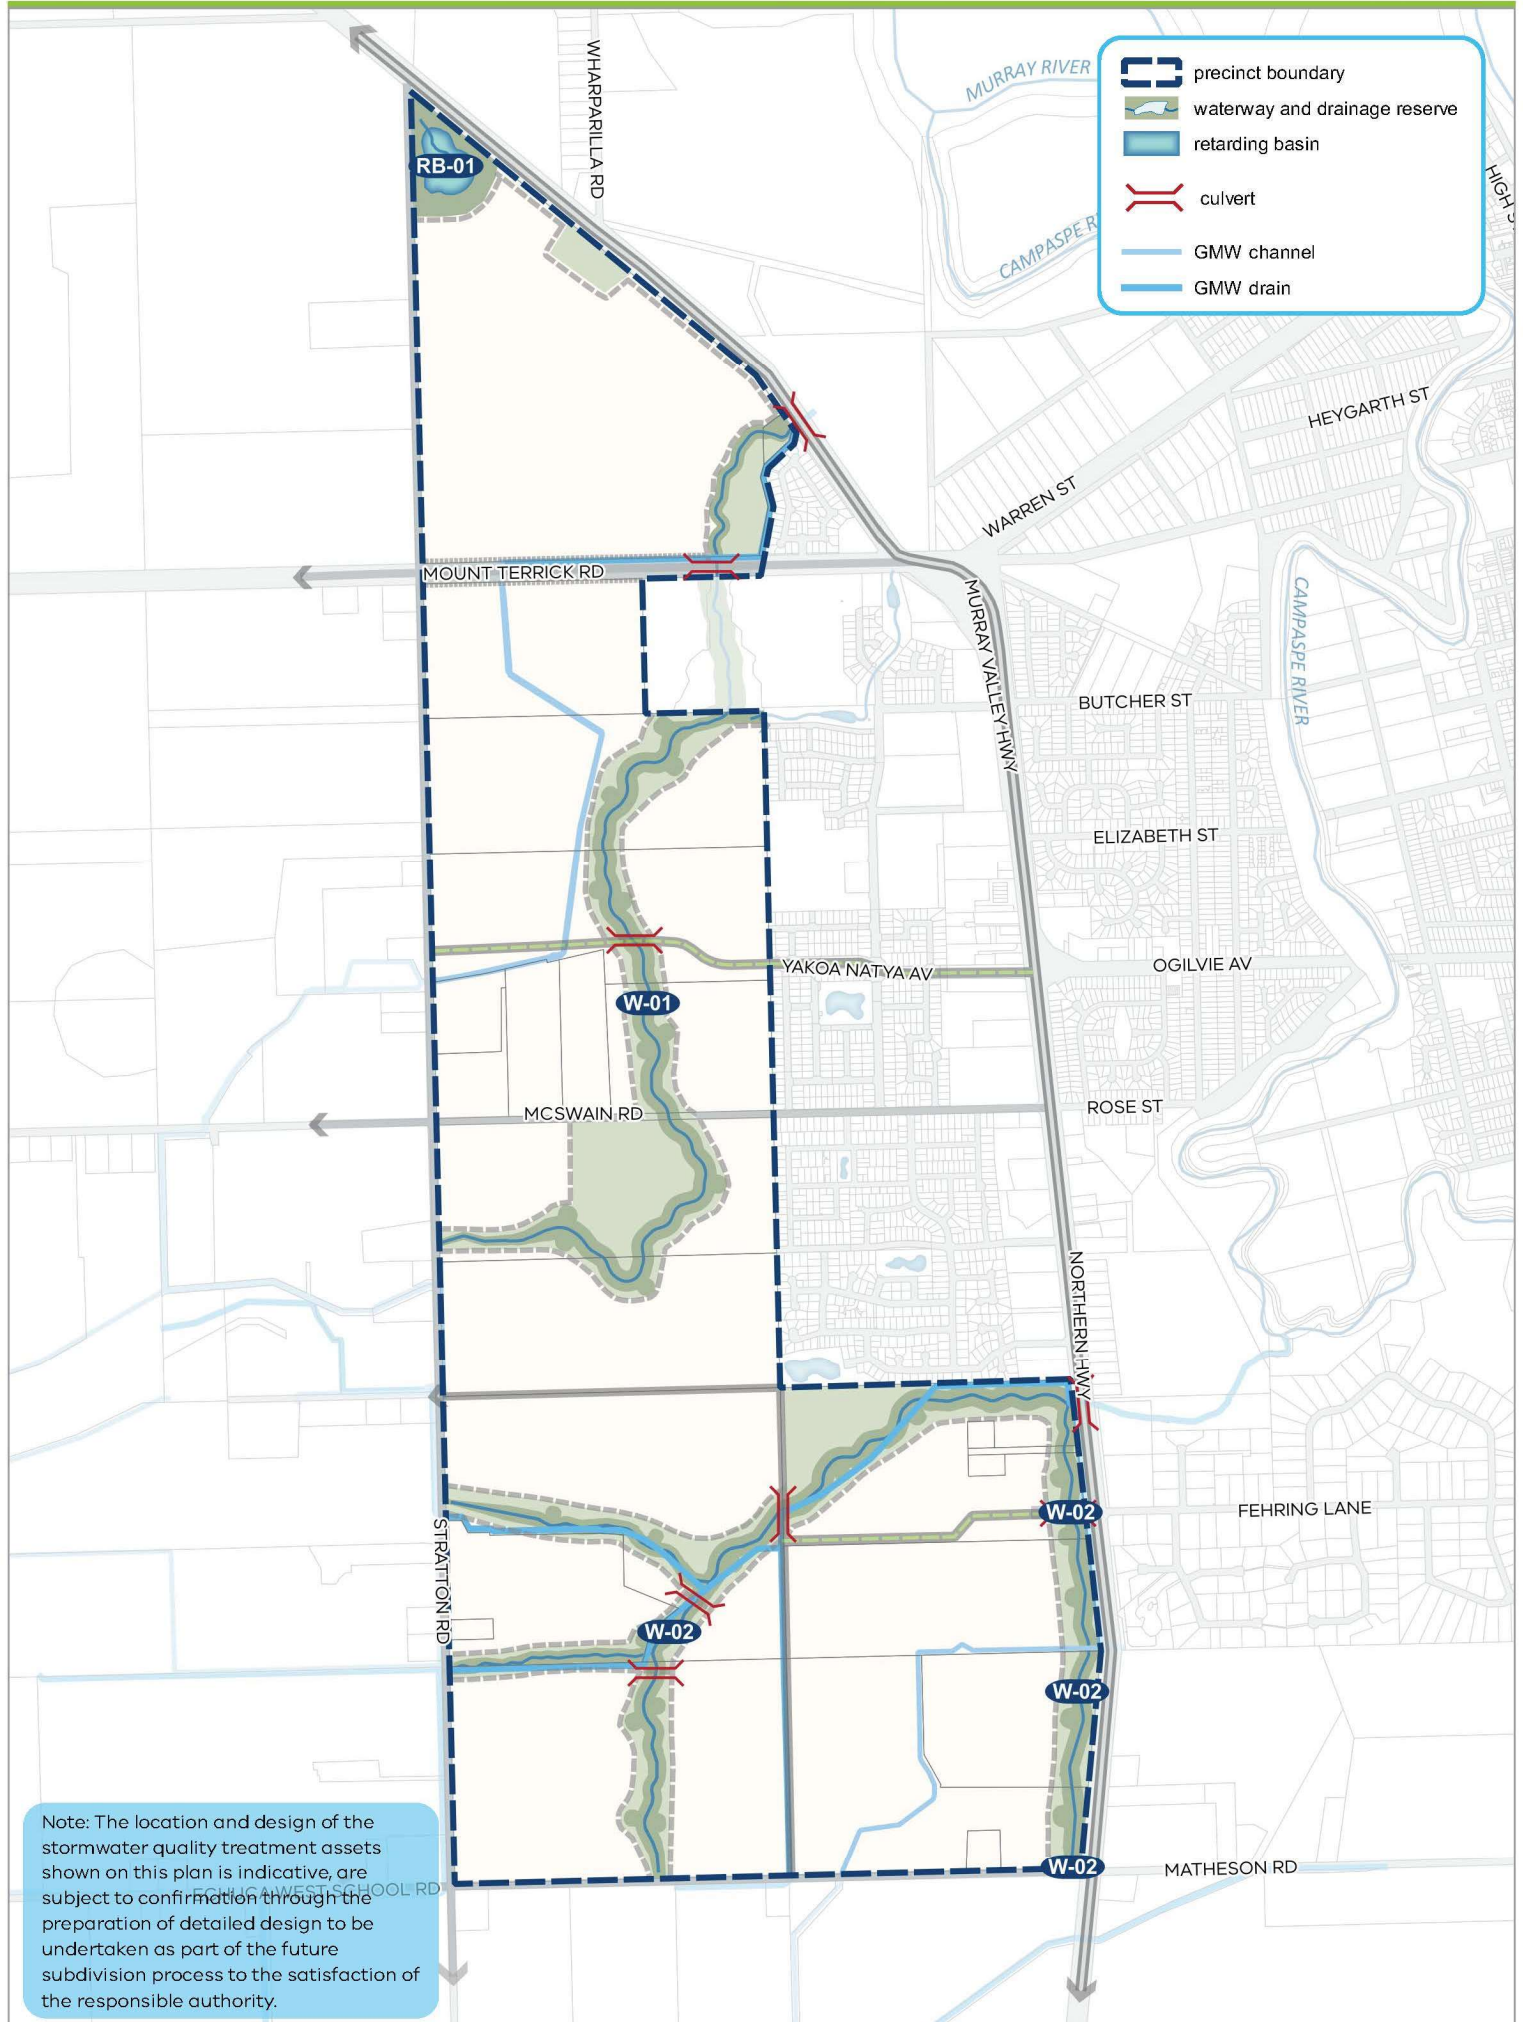 MURRAY RIVER
precinct boundary
waterway and drainage reserve
retarding basin
culvert
GMW channel
GMW drain
WHARPARILLA RD
RB-01
CAMPASPE
HIGH
HEYGARTH ST
WARREN ST
MOUNT TERRICK RD
MURRAY VALLEY HWY
CAMPASPE RIVER
BUTCHER ST
ELIZABETH ST
YAKOA NATYA AV
OGILVIE AV
W-01
MCSWAIN RD
ROSE ST
NORTHERN HWY
W-02
FEHRING LANE
STRATTON RD
W-02
W-02
W-02
MATHESON RD
ECHUCA WEST SCHOOL RD
Note: The location and design of the
stormwater quality treatment assets
shown on this plan is indicative, are
subject to confirmation through the
preparation of detailed design to be
undertaken as part of the future
subdivision process to the satisfaction of
the responsible authority.